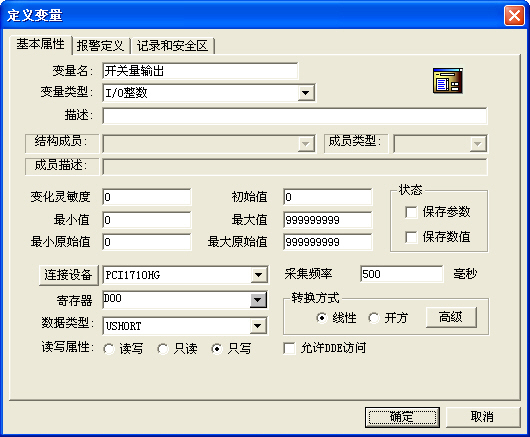 定义变量
基本属性 报警定义 记录和安全区
变量名: 开关量输出
变量类型: I/O整数
描述:
结构成员: 成员类型:
成员描述:
变化灵敏度 0 初始值 0 状态
最小值 0 最大值 999999999 保存参数
最小原始值 0 最大原始值 999999999 保存数值
连接设备 PCI1710HG 采集频率 500 毫秒
寄存器 DO0 转换方式
数据类型: USHORT 线性 开方 高级
读写属性: 读写 只读 只写 允许DDE访问
确定 取消